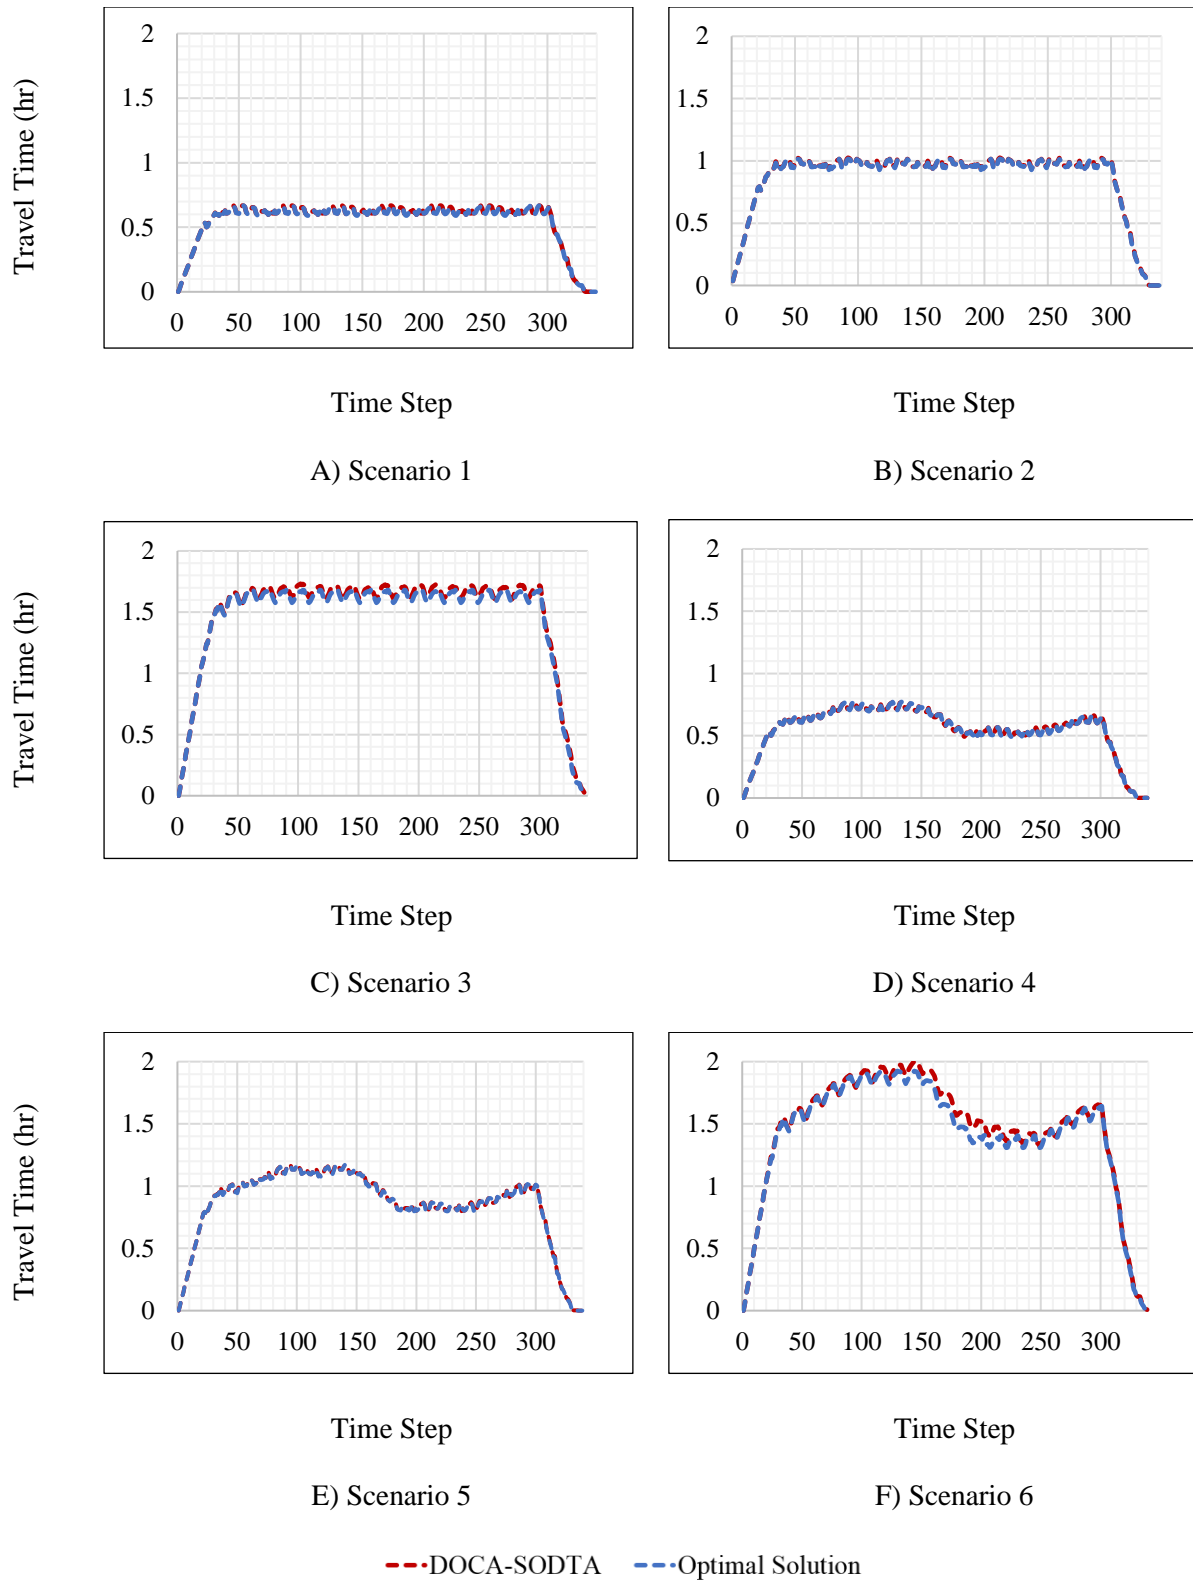 Travel Time (hr)
2
1.5
1
0.5
0
0 50 100 150 200 250 300
Time Step
A) Scenario 1
2
1.5
1
0.5
0
0 50 100 150 200 250 300
Time Step
B) Scenario 2
Travel Time (hr)
2
1.5
1
0.5
0
0 50 100 150 200 250 300
Time Step
C) Scenario 3
2
1.5
1
0.5
0
0 50 100 150 200 250 300
Time Step
D) Scenario 4
Travel Time (hr)
2
1.5
1
0.5
0
0 50 100 150 200 250 300
Time Step
E) Scenario 5
2
1.5
1
0.5
0
0 50 100 150 200 250 300
Time Step
F) Scenario 6
DOCA-SODTA Optimal Solution